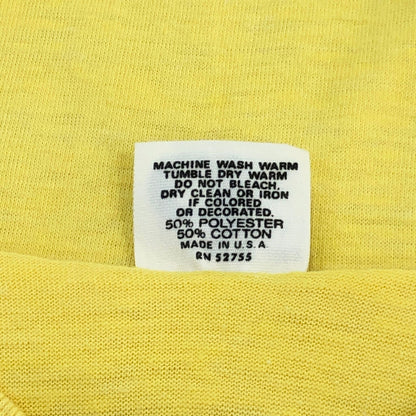 MACHINE WASH WARM
TUMBLE DRY WARM
DO NOT BLEACH.
DRY CLEAN OR IRON
IF COLORED
OR DECORATED.
50% POLYESTER
50% COTTON
MADE IN U.S.A
RN 52755